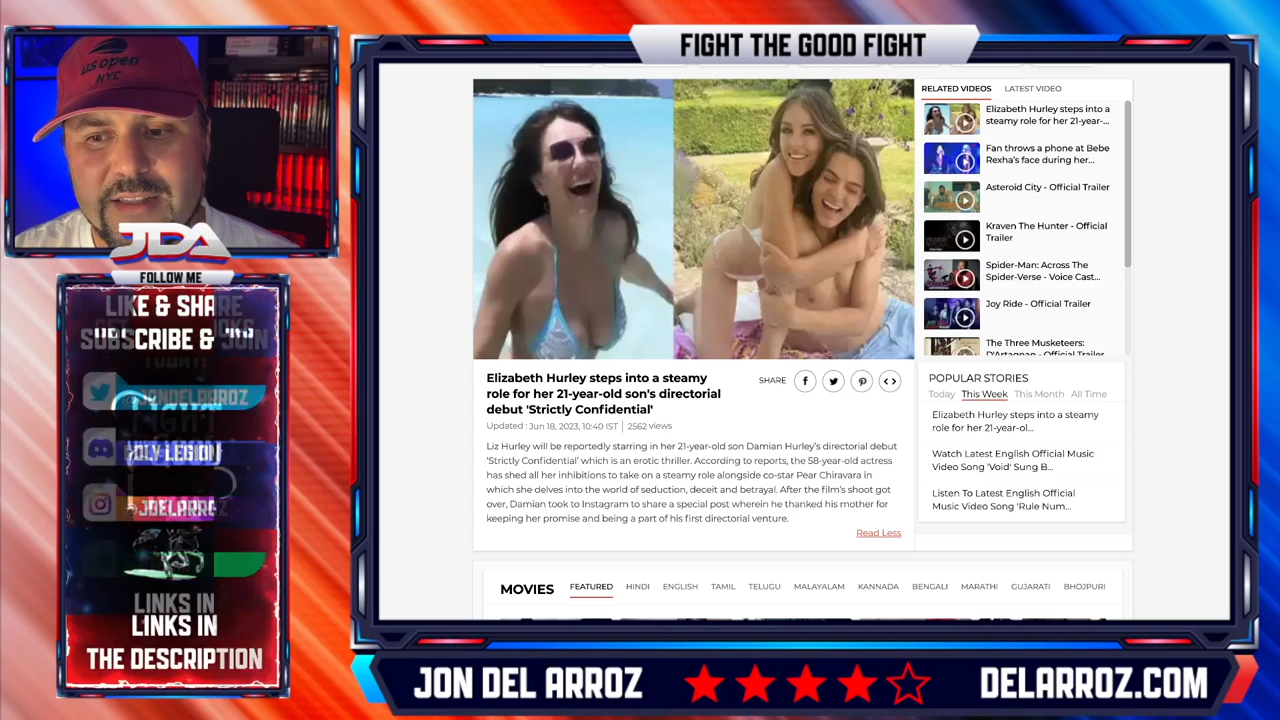 FIGHT THE GOOD FIGHT
us open
NYC
JDA
FOLLOW ME
LIKE & SHARE
SUBSCRIBE & JOIN
@JONDELARROZ
HOLY LEGION
@JDELARROZ
LINKS IN
LINKS IN
THE DESCRIPTION
RELATED VIDEOS
LATEST VIDEO
Elizabeth Hurley steps into a
steamy role for her 21-year-...
Fan throws a phone at Bebe
Rexha's face during her...
Asteroid City - Official Trailer
Kraven The Hunter - Official
Trailer
Spider-Man: Across The
Spider-Verse - Voice Cast...
Joy Ride - Official Trailer
The Three Musketeers:
D'Artagnan - Official Trailer
Elizabeth Hurley steps into a steamy
role for her 21-year-old son's directorial
debut 'Strictly Confidential'
SHARE
Updated : Jun 18, 2023, 10:40 IST | 2562 views
Liz Hurley will be reportedly starring in her 21-year-old son Damian Hurley's directorial debut
'Strictly Confidential' which is an erotic thriller. According to reports, the 58-year-old actress
has shed all her inhibitions to take on a steamy role alongside co-star Pear Chiravara in
which she delves into the world of seduction, deceit and betrayal. After the film's shoot got
over, Damian took to Instagram to share a special post wherein he thanked his mother for
keeping her promise and being a part of his first directorial venture.
Read Less
POPULAR STORIES
Today This Week This Month All Time
Elizabeth Hurley steps into a steamy
role for her 21-year-ol...
Watch Latest English Official Music
Video Song 'Void' Sung B...
Listen To Latest English Official
Music Video Song 'Rule Num...
MOVIES FEATURED HINDI ENGLISH TAMIL TELUGU MALAYALAM KANNADA BENGALI MARATHI GUJARATI BHOJPURI
JON DEL ARROZ
DELARROZ.COM